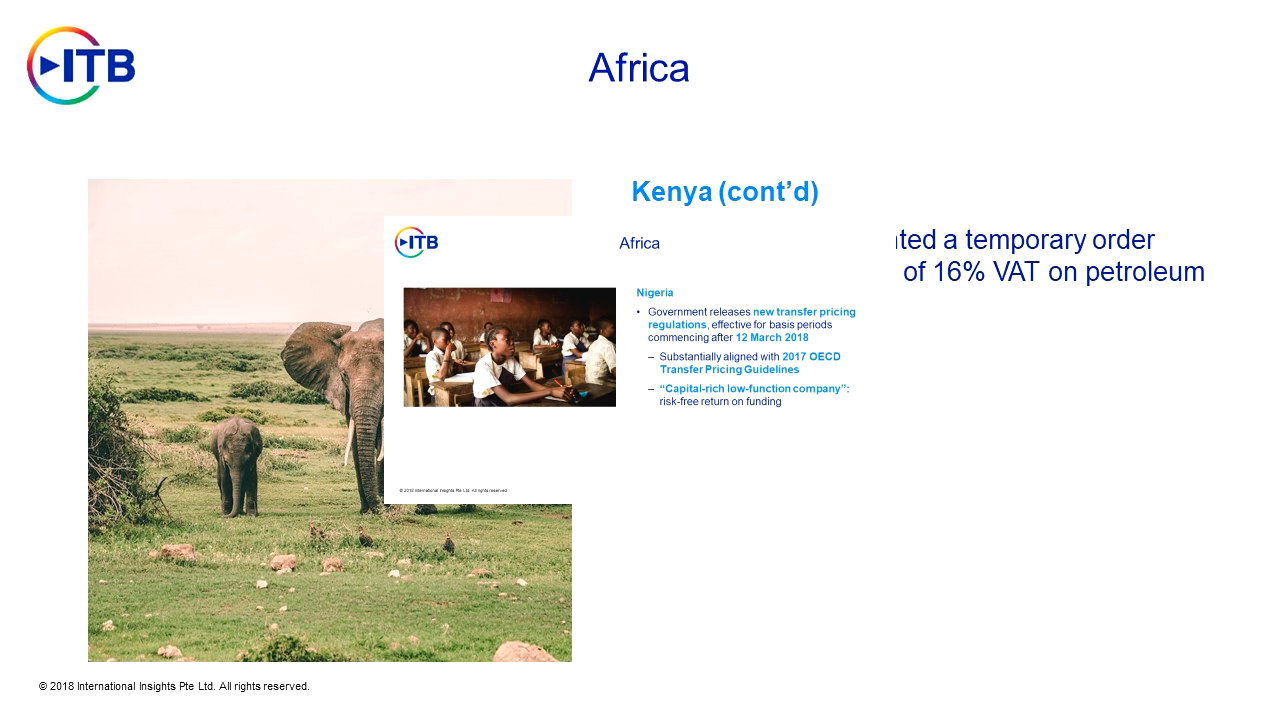 ITB
Africa
Kenya (cont’d)
a temporary order
of 16% VAT on petroleum
ITB
Africa
Nigeria
• Government releases new transfer pricing
regulations, effective for basis periods
commencing after 12 March 2018
– Substantially aligned with 2017 OECD
Transfer Pricing Guidelines
– “Capital-rich low-function company”:
risk-free return on funding
© 2018 International Insights Pte Ltd. All rights reserved.
© 2018 International Insights Pte Ltd. All rights reserved.